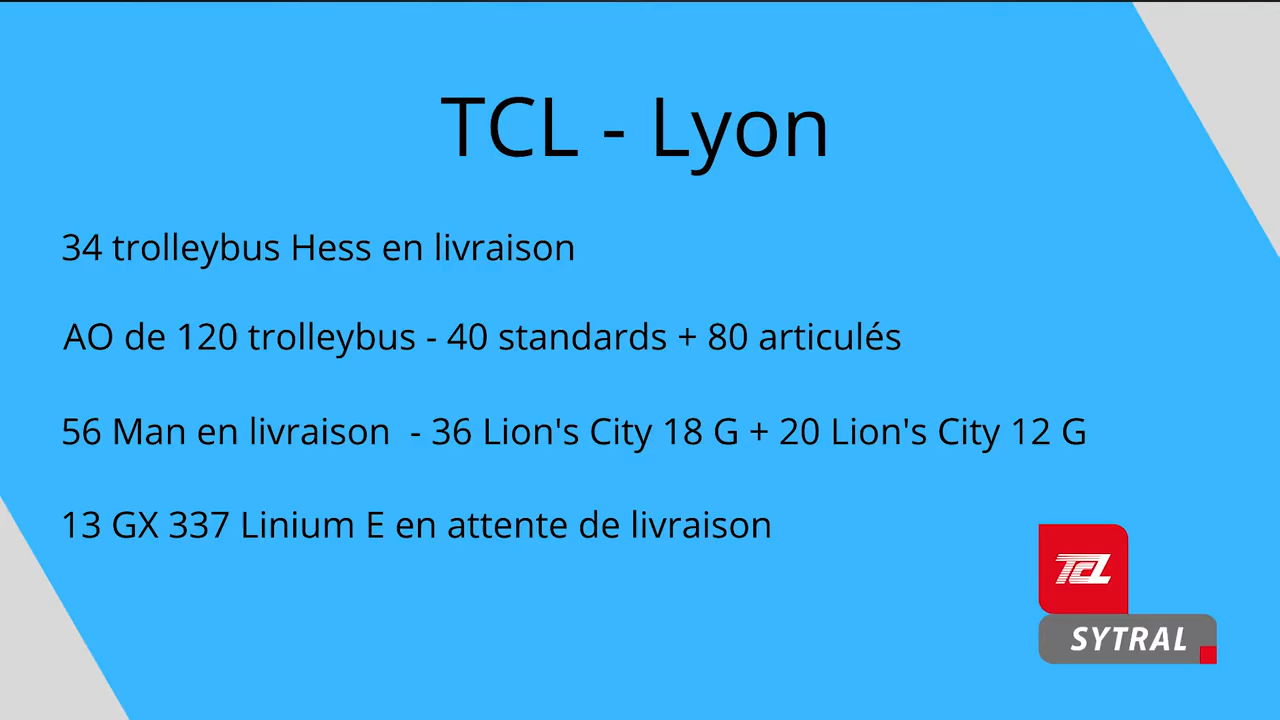 TCL - Lyon
34 trolleybus Hess en livraison
AO de 120 trolleybus - 40 standards + 80 articulés
56 Man en livraison - 36 Lion's City 18 G + 20 Lion's City 12 G
13 GX 337 Linium E en attente de livraison
TCL
SYTRAL